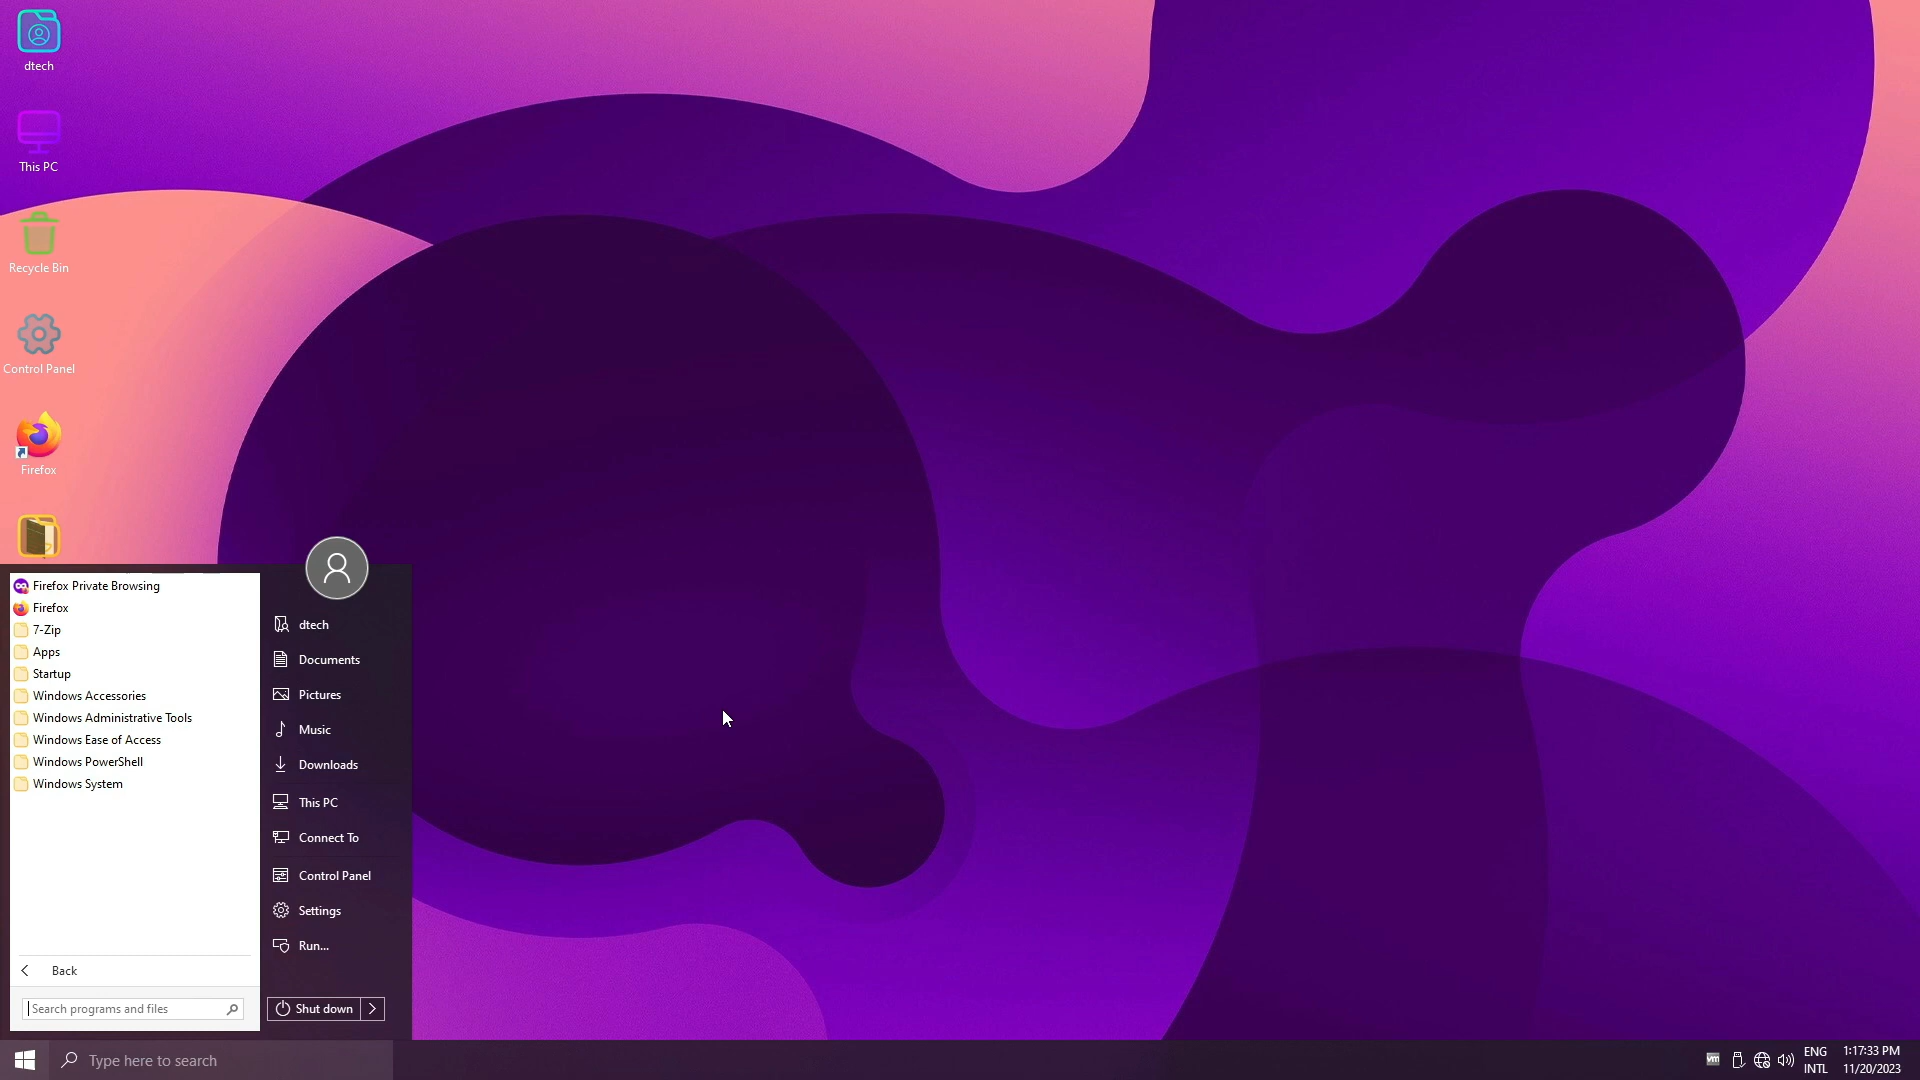 dtech
This PC
Recycle Bin
Control Panel
Firefox
Firefox Private Browsing
Firefox
7-Zip
Apps
Startup
Windows Accessories
Windows Administrative Tools
Windows Ease of Access
Windows PowerShell
Windows System
Back
Search programs and files
dtech
Documents
Pictures
Music
Downloads
This PC
Connect To
Control Panel
Settings
Run...
Shut down
Type here to search
vm
ENG
INTL
1:17:33 PM
11/20/2023